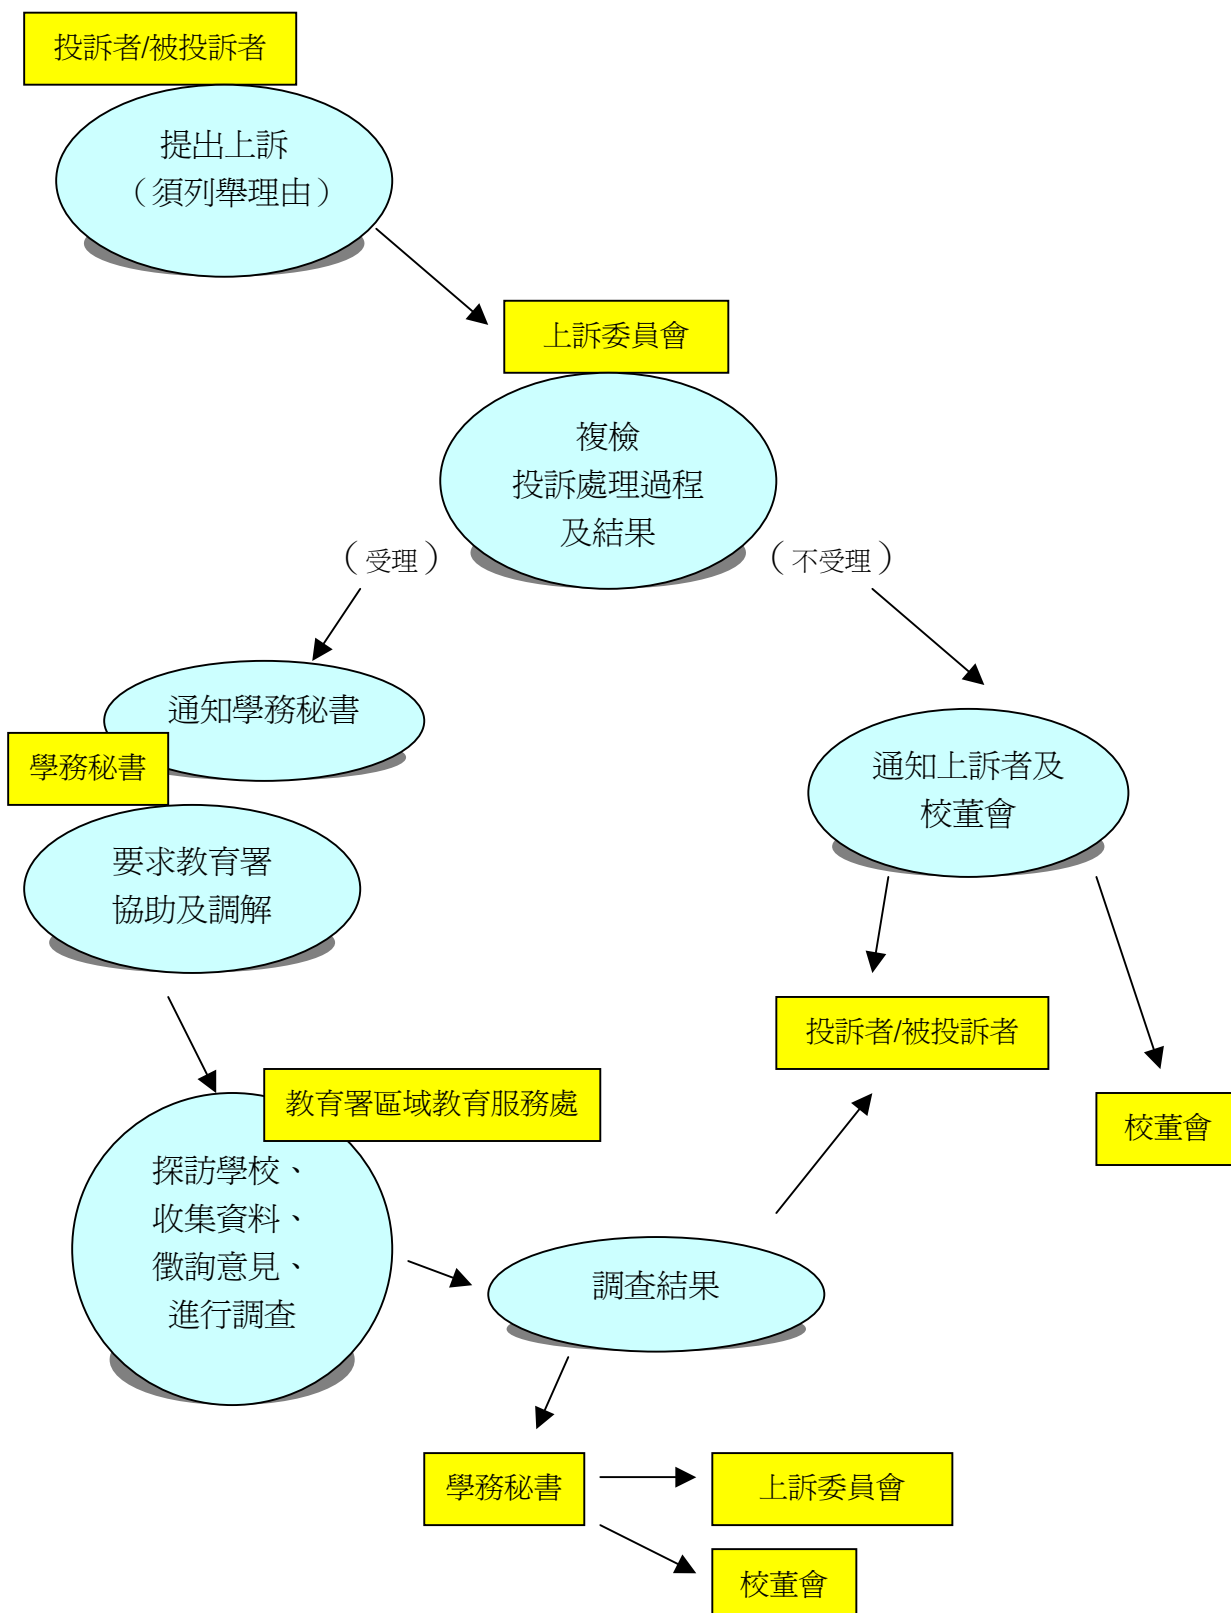 投訴者/被投訴者
提出上訴
（須列舉理由）
上訴委員會
複檢
投訴處理過程
及結果
（受理）
（不受理）
通知學務秘書
學務秘書
要求教育署
協助及調解
通知上訴者及
校董會
投訴者/被投訴者
校董會
教育署區域教育服務處
探訪學校、
收集資料、
徵詢意見、
進行調查
調查結果
學務秘書
上訴委員會
校董會